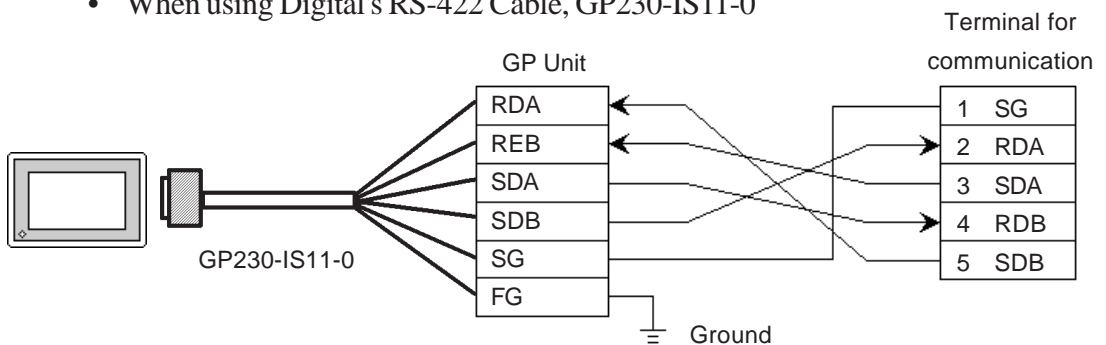 • When using Digital's RS-422 Cable, GP230-IS11-0
Terminal for
communication
GP Unit
RDA
REB
SDA
SDB
SG
FG
GP230-IS11-0
Ground
1 SG
2 RDA
3 SDA
4 RDB
5 SDB